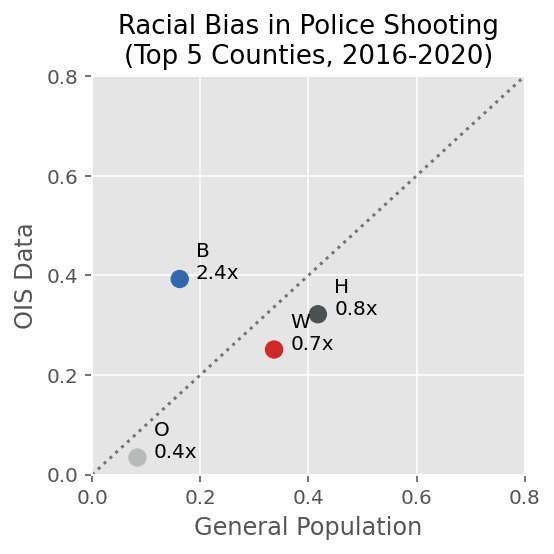 Racial Bias in Police Shooting
(Top 5 Counties, 2016-2020)
0.8
0.6
0.4
0.2
0.0
OIS Data
B
2.4x
H
0.8x
W
0.7x
O
0.4x
0.0 0.2 0.4 0.6 0.8
General Population